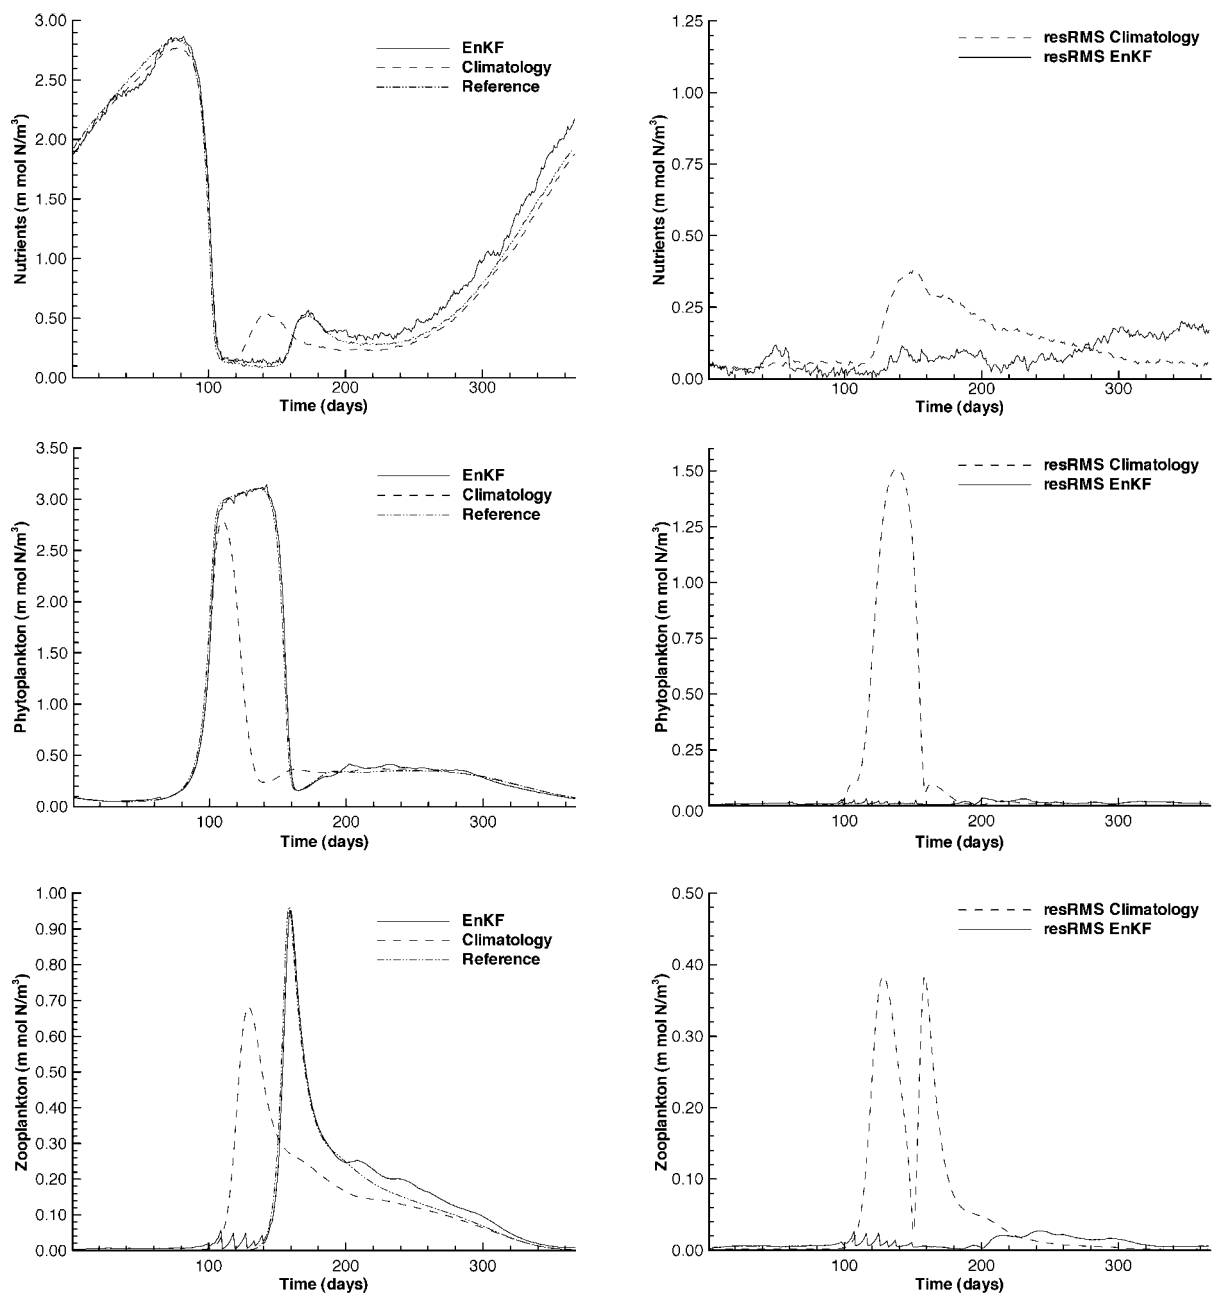 3.00
2.50
2.00
1.50
1.00
0.50
0.00
Nutrients (m mol N/m³)
EnKF
Climatology
Reference
100
200
300
Time (days)
1.25
1.00
1.25
0.50
0.25
0.00
Nutrients (m mol N/m³)
resRMS Climatology
resRMS EnKF
100
200
300
Time (days)
3.50
3.00
2.50
3.00
1.50
3.00
0.50
0.00
Phytoplankton (m mol N/m³)
EnKF
Climatology
Reference
100
200
300
Time (days)
1.50
1.25
1.00
0.75
0.50
0.25
0.00
Phytoplankton (m mol N/m³)
resRMS Climatology
resRMS EnKF
100
200
300
Time (days)
1.00
0.90
0.80
0.70
0.60
0.50
0.40
0.30
0.20
0.10
0.00
Zooplankton (m mol N/m³)
EnKF
Climatology
Reference
100
200
300
Time (days)
0.50
0.40
0.30
0.20
0.10
0.00
Zooplankton (m mol N/m³)
resRMS Climatology
resRMS EnKF
100
200
300
Time (days)